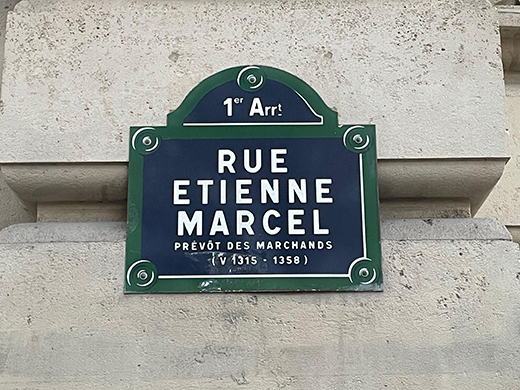 1er Arrt
RUE
ETIENNE
MARCEL
PRÉVÔT DES MARCHANDS
( V 1315 - 1358 )